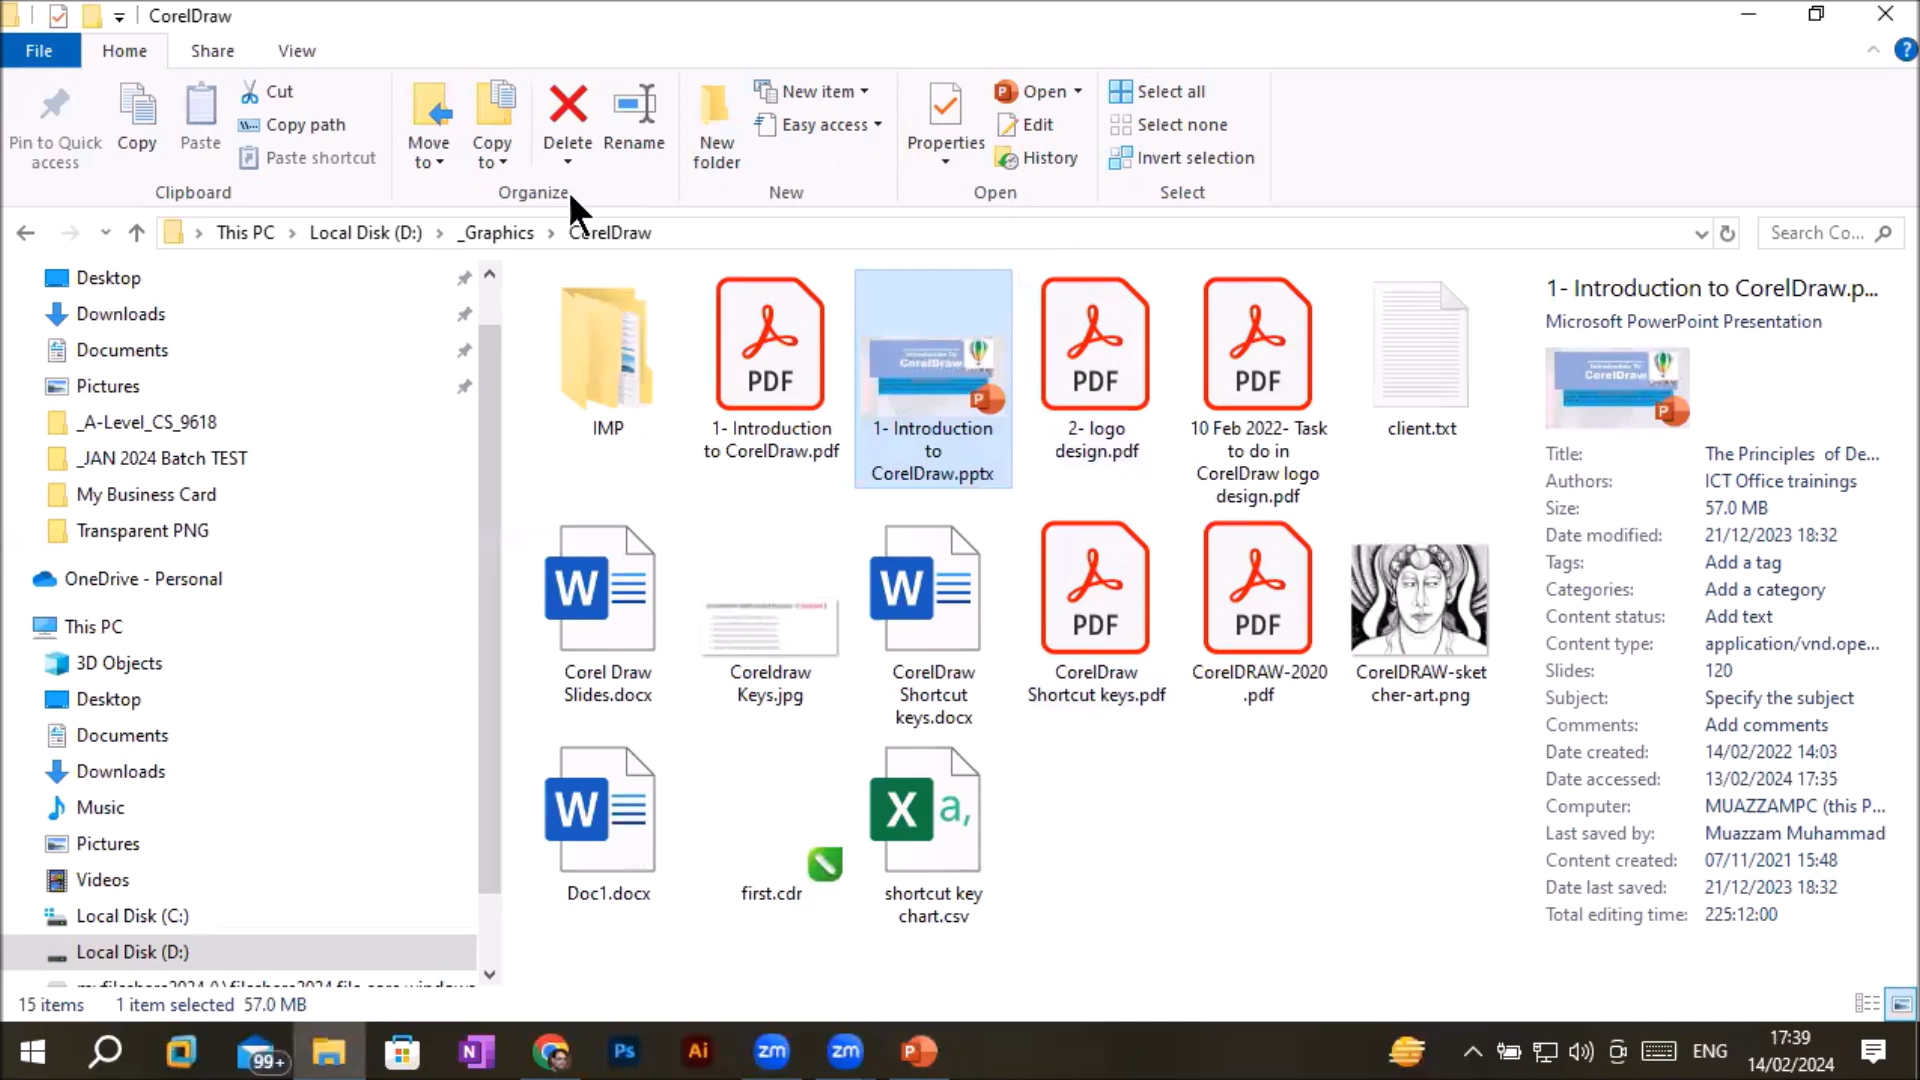 CorelDraw
File
Home
Share
View
Pin to Quick
access
Copy
Paste
Cut
Copy path
Paste shortcut
Clipboard
Move
to
Copy
to
Delete
Rename
Organize
New
folder
New item
Easy access
New
Properties
Open
Edit
History
Open
Select all
Select none
Invert selection
Select
This PC
Local Disk (D:)
_Graphics
CorelDraw
Search Co...
Desktop
Downloads
Documents
Pictures
_A-Level_CS_9618
_JAN 2024 Batch TEST
My Business Card
Transparent PNG
OneDrive - Personal
This PC
3D Objects
Desktop
Documents
Downloads
Music
Pictures
Videos
Local Disk (C:)
Local Disk (D:)
IMP
PDF
1- Introduction
to CorelDraw.pdf
Introduction To
CorelDraw
1- Introduction
to
CorelDraw.pptx
PDF
2- logo
design.pdf
PDF
10 Feb 2022- Task
to do in
CorelDraw logo
design.pdf
client.txt
W
Corel Draw
Slides.docx
Coreldraw
Keys.jpg
W
CorelDraw
Shortcut
keys.docx
PDF
CorelDraw
Shortcut keys.pdf
PDF
CorelDRAW-2020
.pdf
CorelDRAW-sket
cher-art.png
W
Doc1.docx
first.cdr
X a,
shortcut key
chart.csv
1- Introduction to CorelDraw.p...
Microsoft PowerPoint Presentation
Introduction To
CorelDraw
Title: The Principles of De...
Authors: ICT Office trainings
Size: 57.0 MB
Date modified: 21/12/2023 18:32
Tags: Add a tag
Categories: Add a category
Content status: Add text
Content type: application/vnd.ope...
Slides: 120
Subject: Specify the subject
Comments: Add comments
Date created: 14/02/2022 14:03
Date accessed: 13/02/2024 17:35
Computer: MUAZZAMPC (this P...
Last saved by: Muazzam Muhammad
Content created: 07/11/2021 15:48
Date last saved: 21/12/2023 18:32
Total editing time: 225:12:00
15 items
1 item selected 57.0 MB
99+
N
Ps
Ai
zm
zm
P
ENG
17:39
14/02/2024